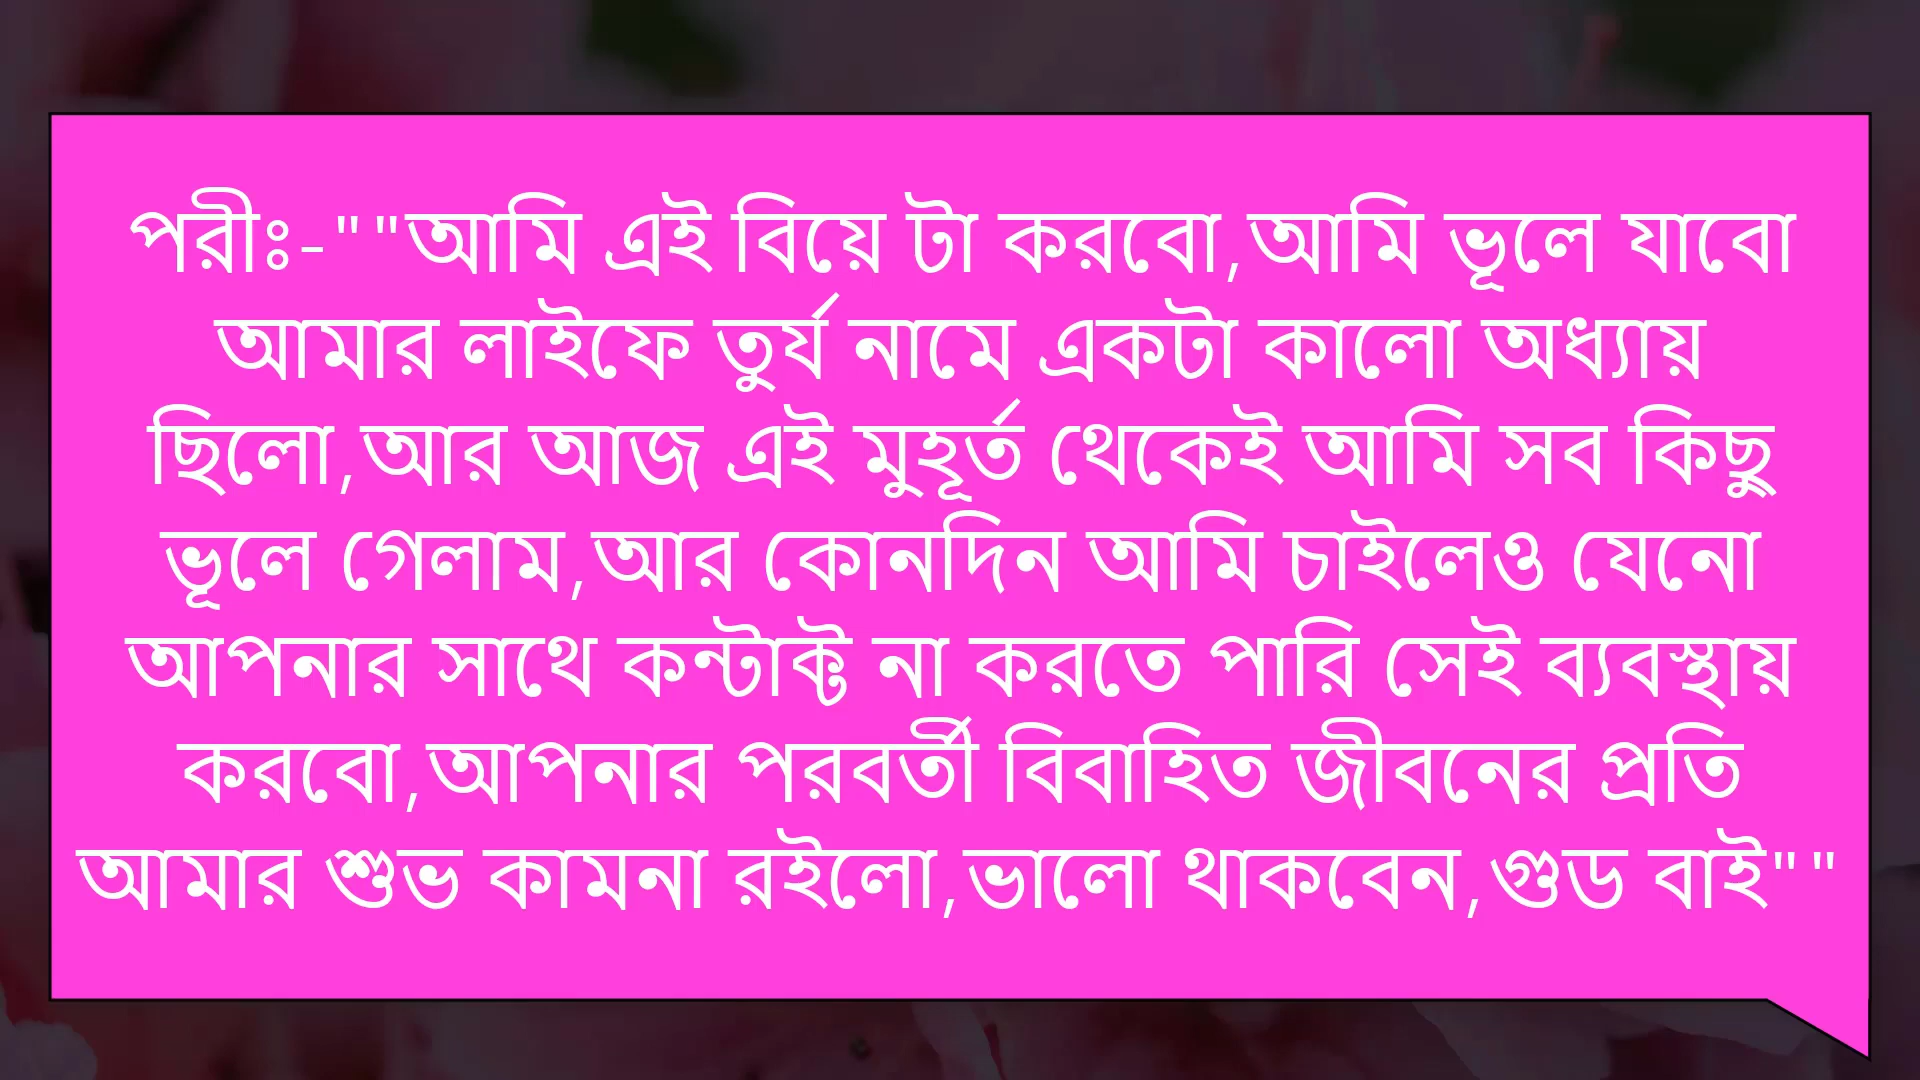 পরীঃ-""আমি এই বিয়ে টা করবো,আমি ভূলে যাবো
আমার লাইফে তুর্য নামে একটা কালো অধ্যায়
ছিলো,আর আজ এই মুহূর্ত থেকেই আমি সব কিছু
ভূলে গেলাম,আর কোনদিন আমি চাইলেও যেনো
আপনার সাথে কন্টাক্ট না করতে পারি সেই ব্যবস্থায়
করবো,আপনার পরবর্তী বিবাহিত জীবনের প্রতি
আমার শুভ কামনা রইলো,ভালো থাকবেন,গুড বাই""